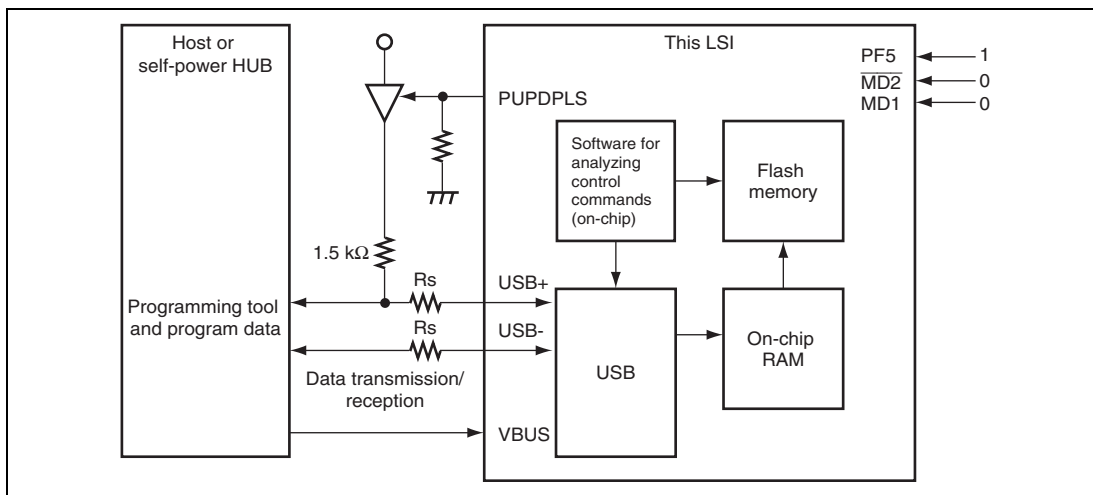 Host or
self-power HUB
This LSI
PF5
1
MD2
0
MD1
0
PUPDPLS
Software for
analyzing
control
commands
(on-chip)
Flash
memory
1.5 kΩ
Rs
USB+
Programming tool
and program data
Rs
USB-
USB
On-chip
RAM
Data transmission/
reception
VBUS